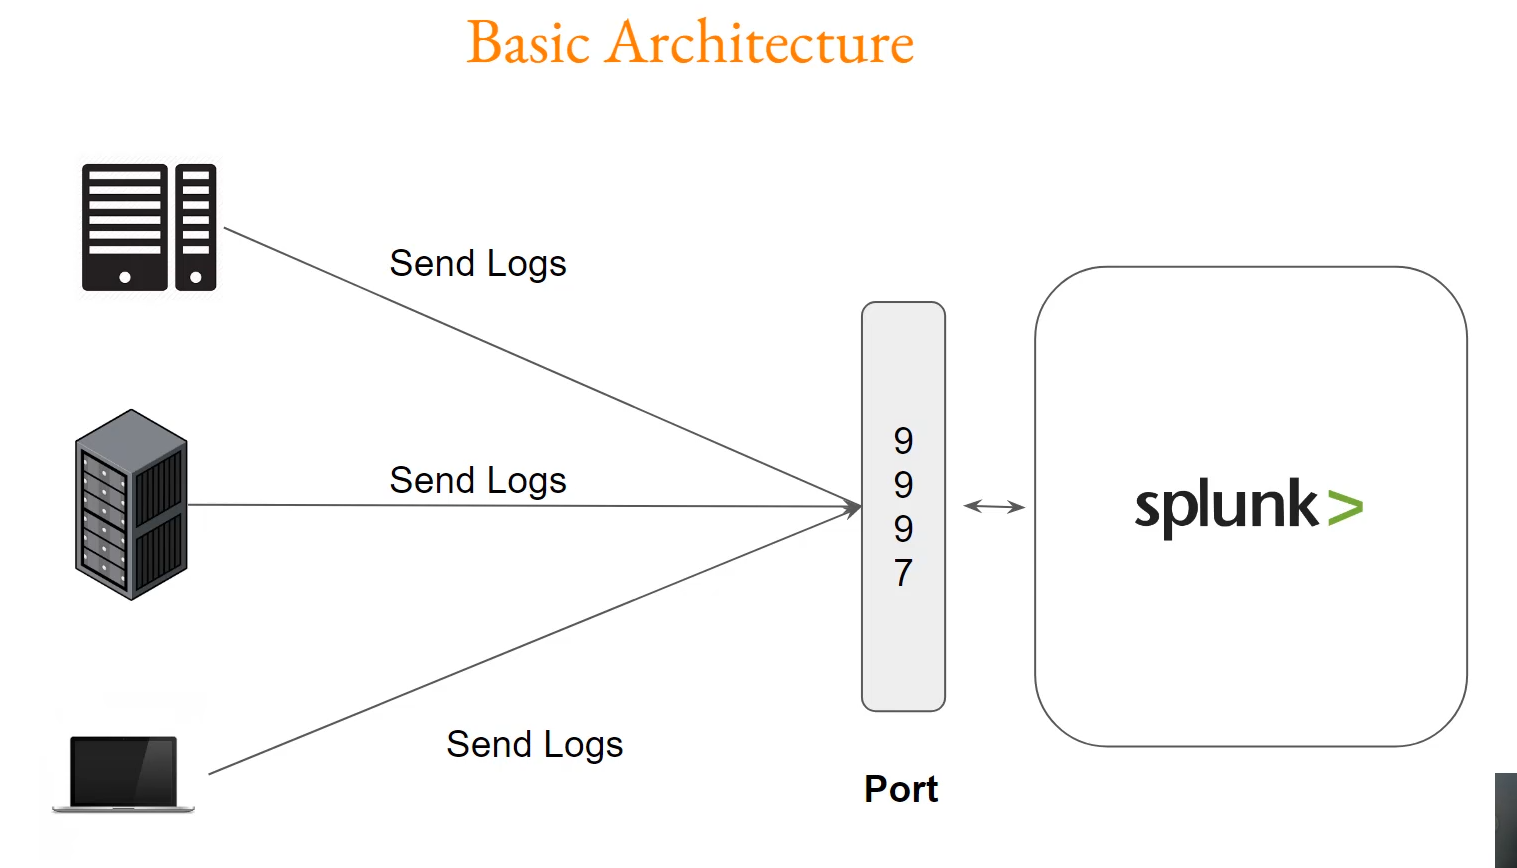 Basic Architecture
Send Logs
Send Logs
Send Logs
9
9
9
7
Port
splunk>